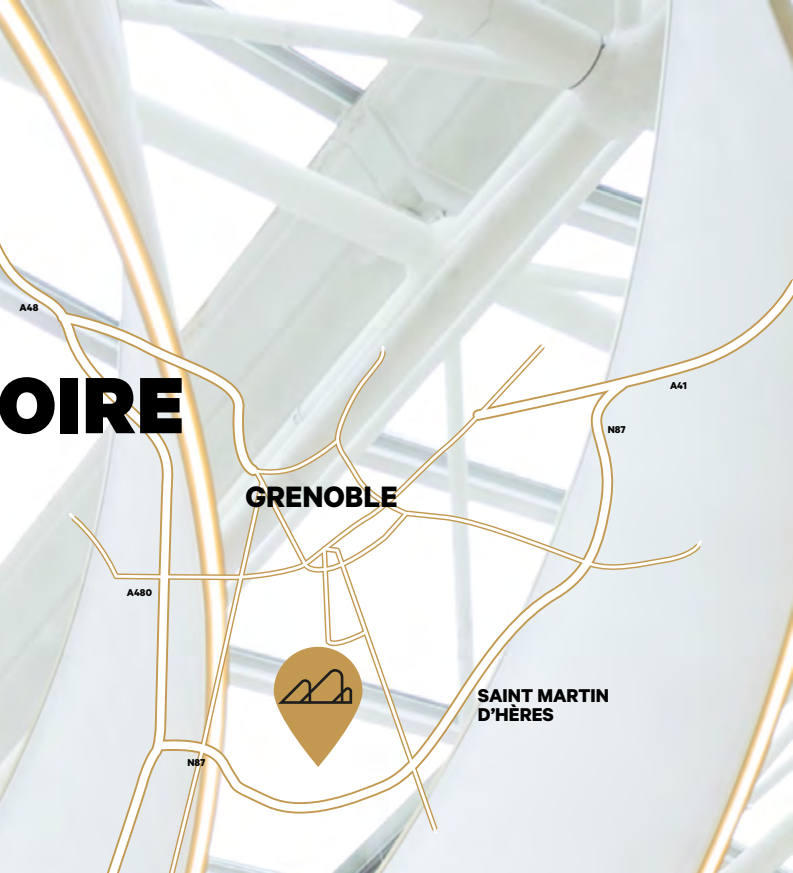 A48
OIRE
A41
N87
GRENOBLE
A480
SAINT MARTIN
D'HÈRES
N87